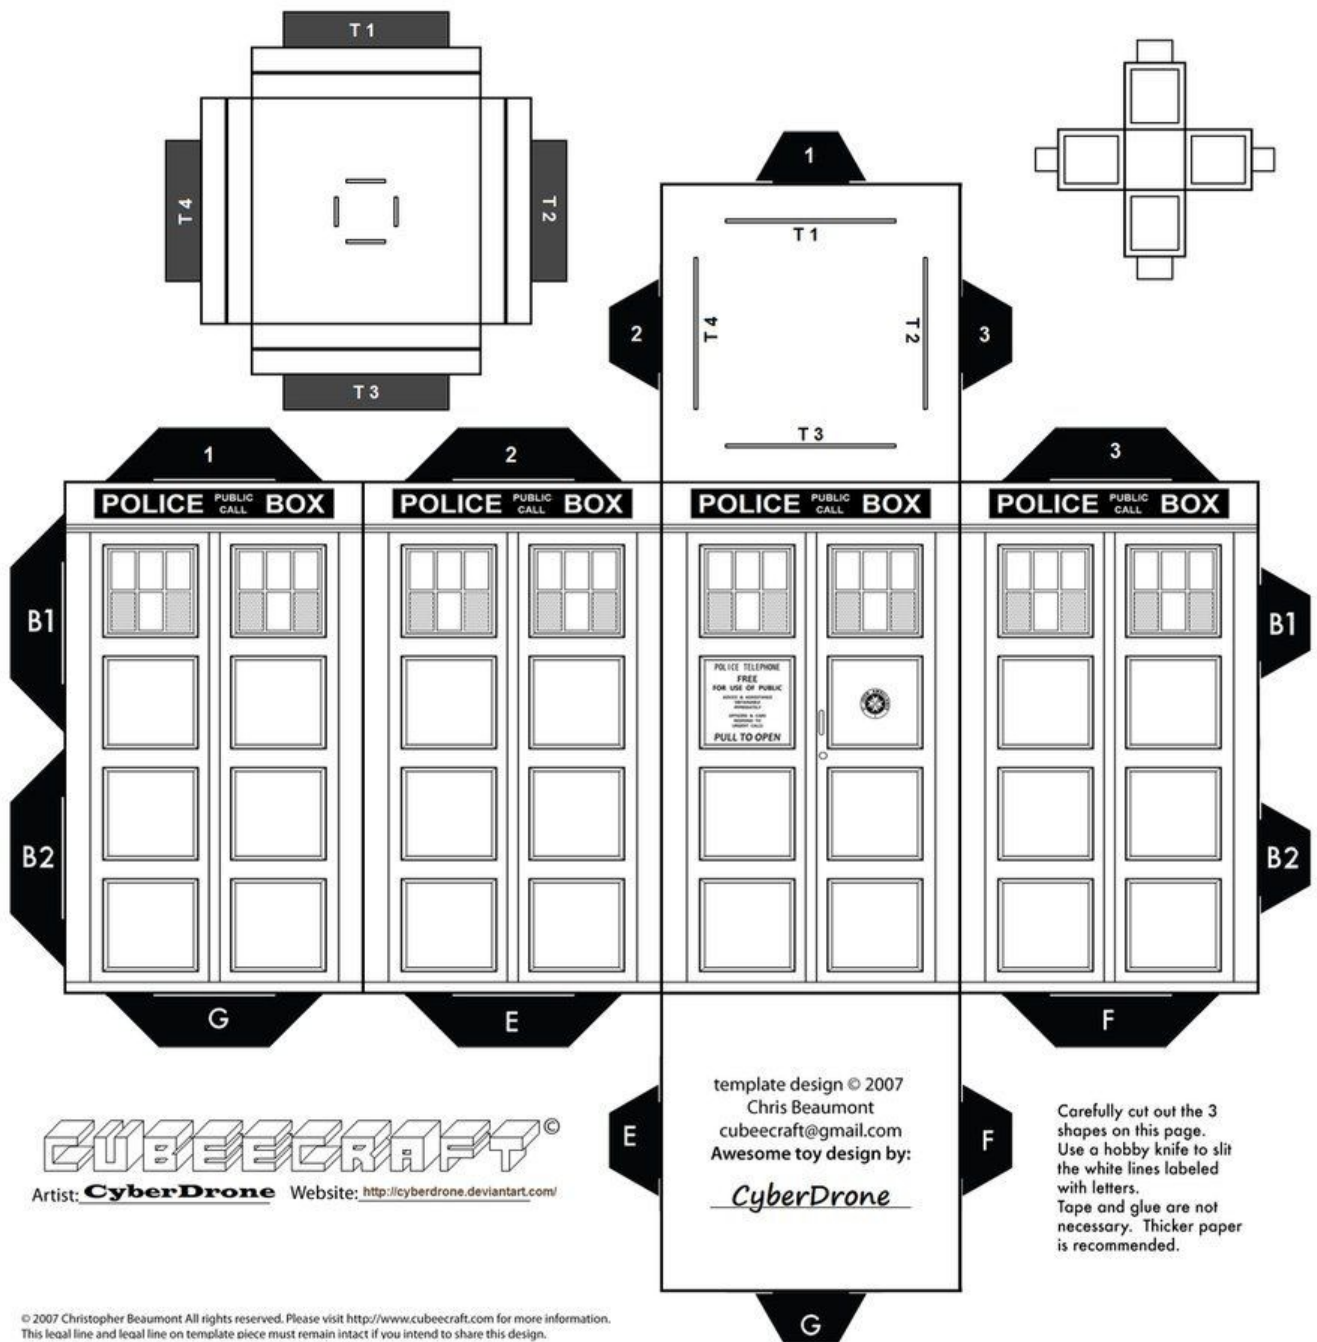 T 1
T 4
T 2
T 3
1
T 1
2
T 4
T 2
3
T 3
1
2
3
POLICE PUBLIC CALL BOX
POLICE PUBLIC CALL BOX
POLICE PUBLIC CALL BOX
POLICE PUBLIC CALL BOX
B1
B1
POLICE TELEPHONE
FREE
FOR USE OF PUBLIC
ADVICE & ASSISTANCE
OBTAINABLE
IMMEDIATELY
URGENT CALLS
PULL TO OPEN
B2
B2
G
E
F
template design © 2007
Chris Beaumont
cubeecraft@gmail.com
Awesome toy design by:
CyberDrone
E
F
G
CUBEECRAFT©
Artist: CyberDrone Website: http://cyberdrone.deviantart.com/
Carefully cut out the 3
shapes on this page.
Use a hobby knife to slit
the white lines labeled
with letters.
Tape and glue are not
necessary. Thicker paper
is recommended.
© 2007 Christopher Beaumont All rights reserved. Please visit http://www.cubeecraft.com for more information.
This legal line and legal line on template piece must remain intact if you intend to share this design.